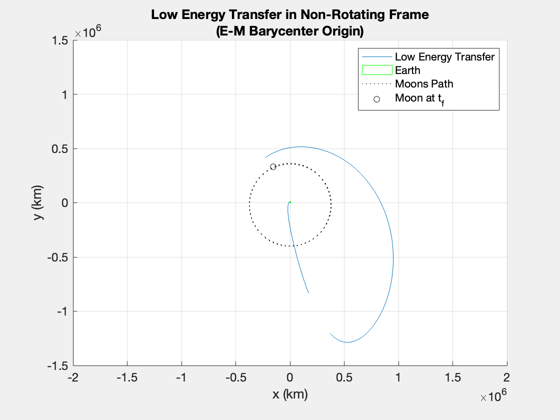 Low Energy Transfer in Non-Rotating Frame
(E-M Barycenter Origin)
×10^6
1.5
1
0.5
0
-0.5
-1
-1.5
y (km)
-2
-1.5
-1
-0.5
0
0.5
1
1.5
2
x (km)
×10^6
Low Energy Transfer
Earth
Moons Path
Moon at t_f